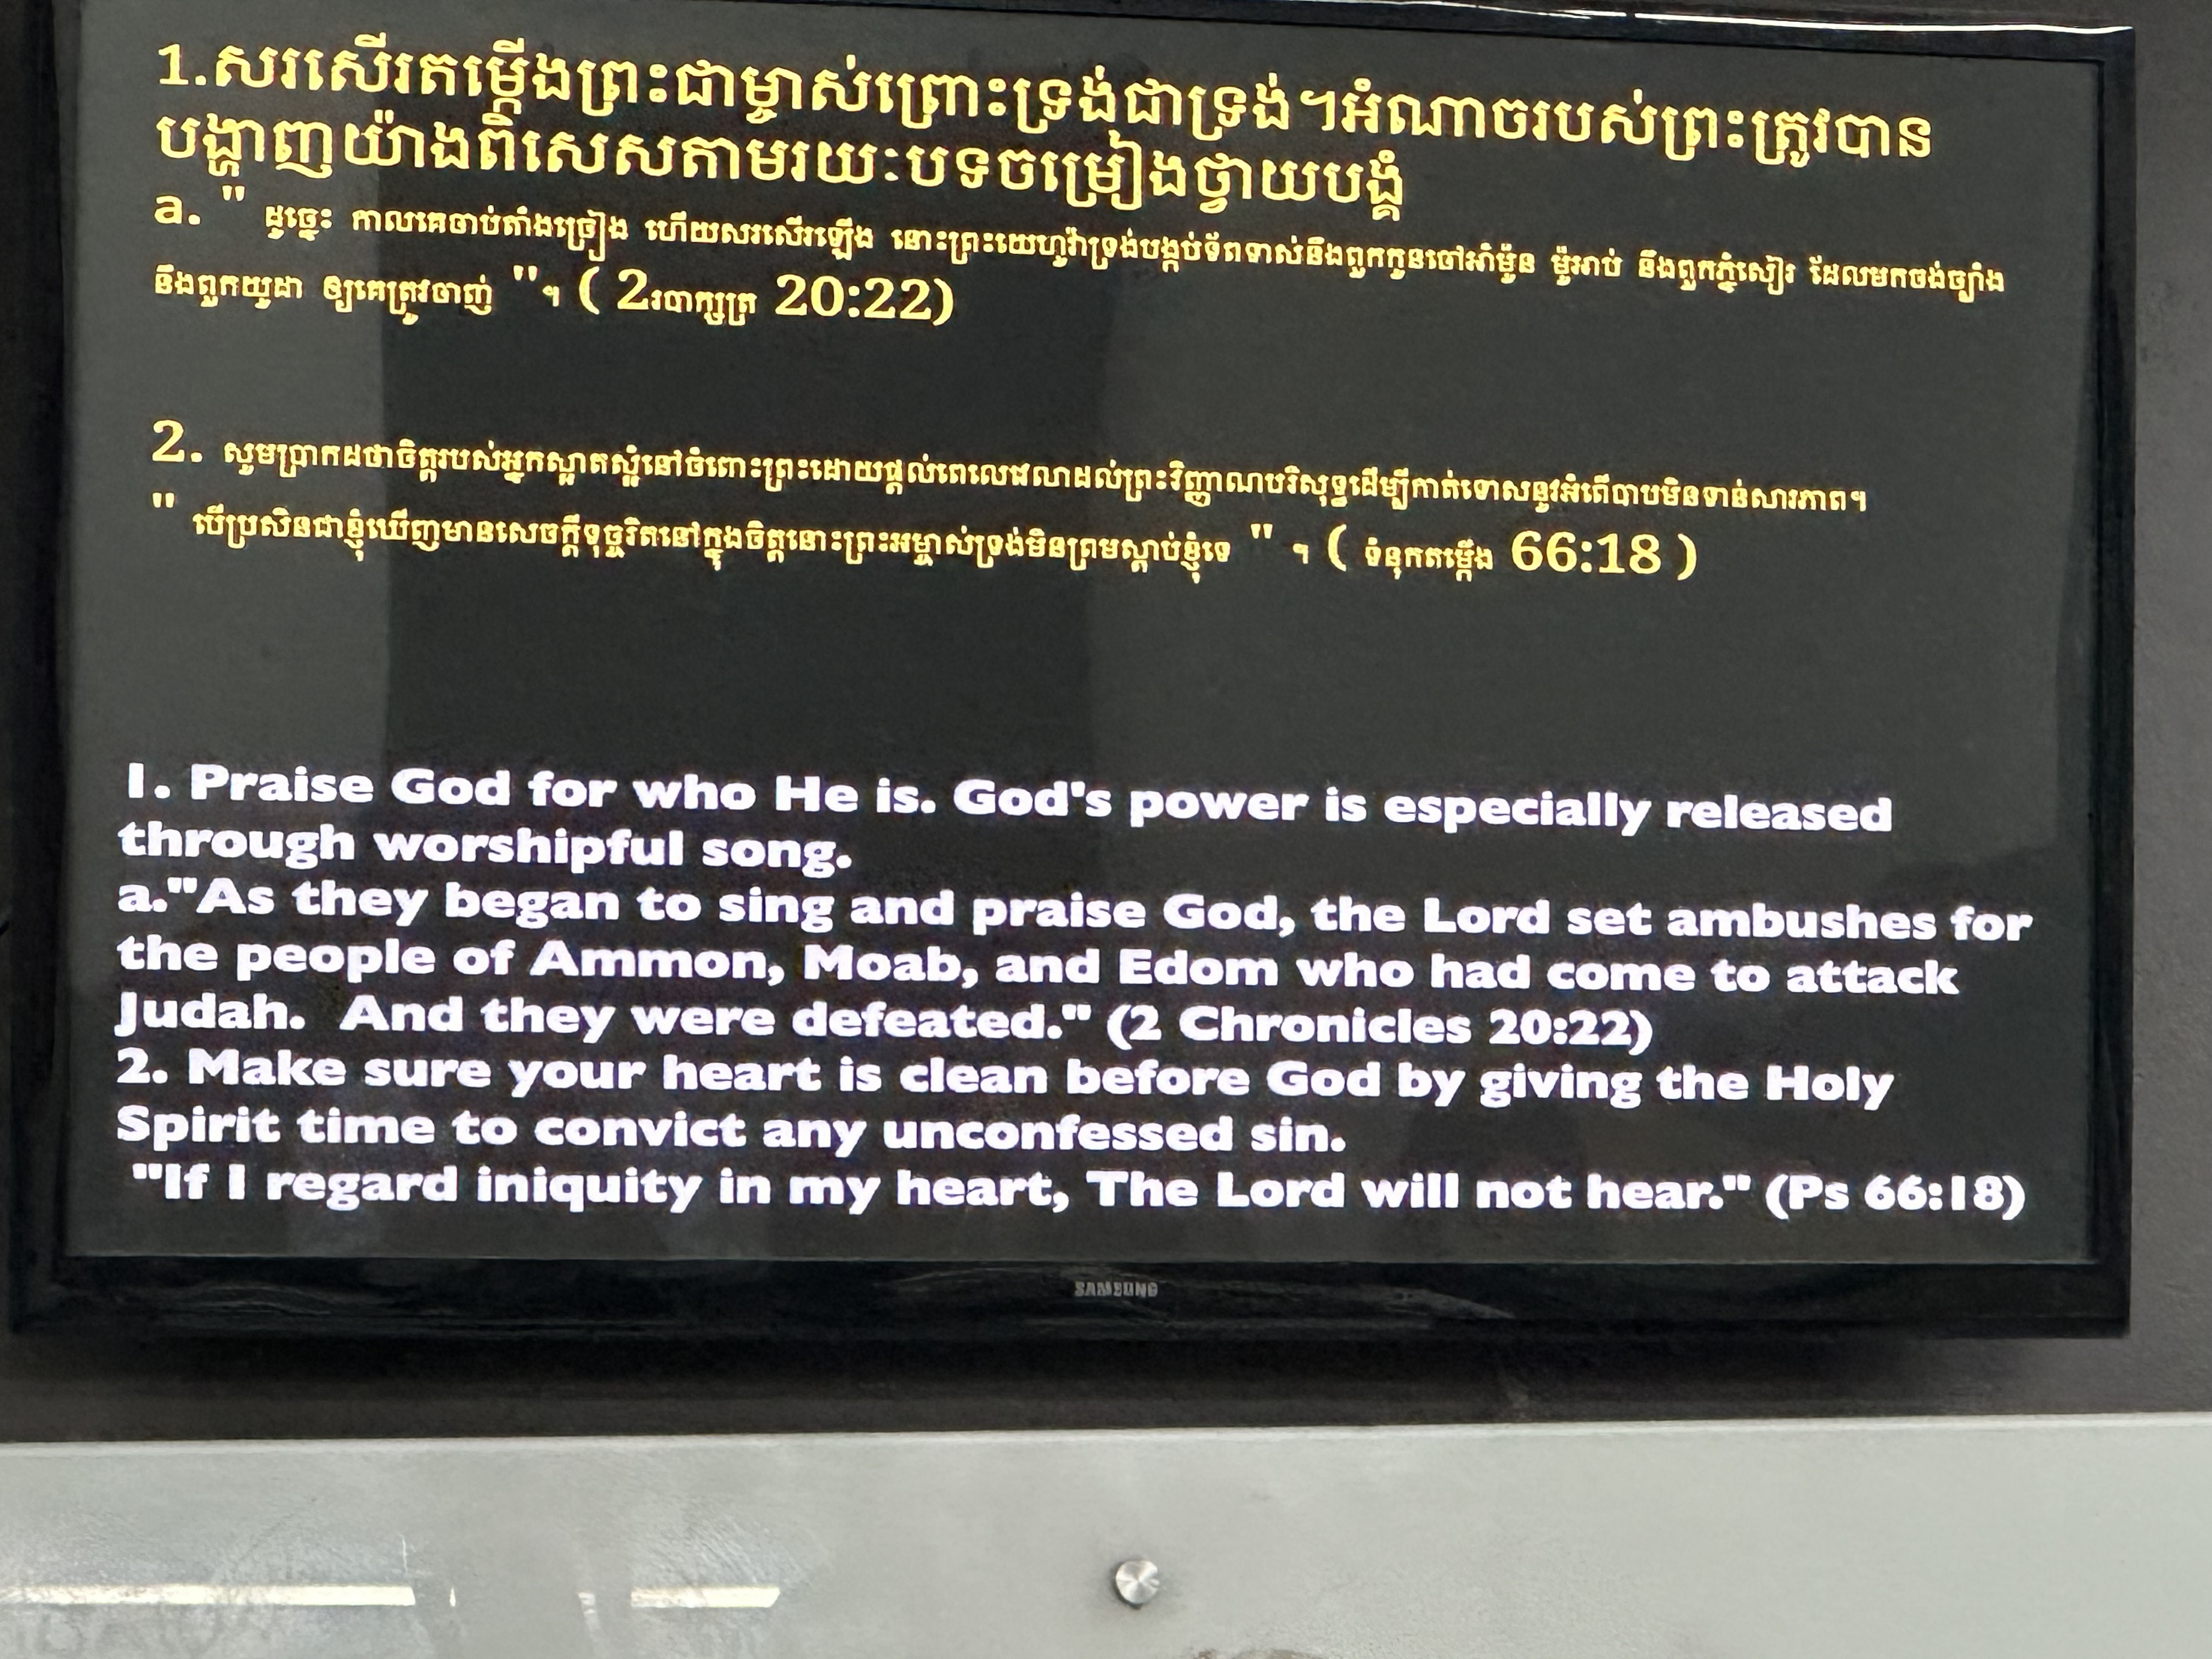 1.សរសើរតម្កើងព្រះជាម្ចាស់ព្រោះទ្រង់ជាទ្រង់។អំណាចរបស់ព្រះត្រូវបាន
បង្ហាញយ៉ាងពិសេសតាមរយៈបទចម្រៀងថ្វាយបង្គំ
a. " ដូច្នេះ កាលគេចាប់តាំងច្រៀង ហើយសរសើរឡើង នោះព្រះយេហូវ៉ាទ្រង់បង្កប់ទ័ពទាស់នឹងពួកកូនចៅអាំម៉ូន ម៉ូអាប់ នឹងពួកភ្នំសៀរ ដែលមកចង់ច្បាំង
នឹងពួកយូដា ឲ្យគេត្រូវចាញ់ "។ ( 2របាក្សត្រ 20:22)
2. សូមប្រាកដថាចិត្តរបស់អ្នកស្អាតស្អំនៅចំពោះព្រះដោយផ្តល់ពេលេវលាដល់ព្រះវិញ្ញាណបរិសុទ្ធដើម្បីកាត់ទោសនូវអំពើបាបមិនទាន់សារភាព។
" បើប្រសិនជាខ្ញុំឃើញមានសេចក្តីទុច្ចរិតនៅក្នុងចិត្តនោះព្រះអម្ចាស់ទ្រង់មិនព្រមស្តាប់ខ្ញុំទេ " ។ ( ទំនុកតម្កើង 66:18 )
1. Praise God for who He is. God's power is especially released
through worshipful song.
a."As they began to sing and praise God, the Lord set ambushes for
the people of Ammon, Moab, and Edom who had come to attack
Judah.  And they were defeated." (2 Chronicles 20:22)
2. Make sure your heart is clean before God by giving the Holy
Spirit time to convict any unconfessed sin.
"If I regard iniquity in my heart, The Lord will not hear." (Ps 66:18)
SAMSUNG